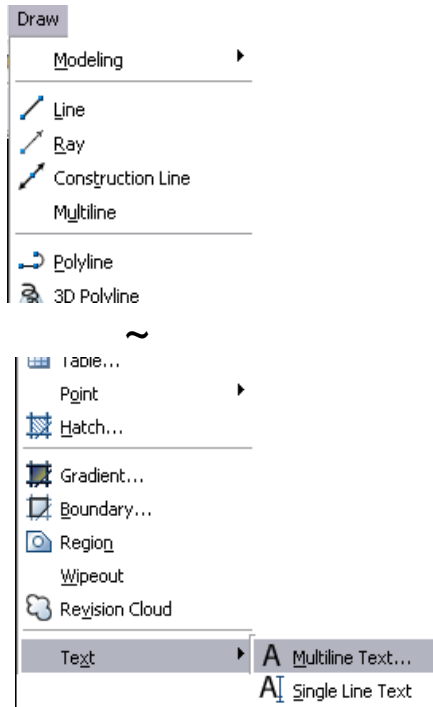 Draw
Modeling
Line
Ray
Construction Line
Multiline
Polyline
3D Polyline
~
Table...
Point
Hatch...
Gradient...
Boundary...
Region
Wipeout
Revision Cloud
Text
A Multiline Text...
A Single Line Text